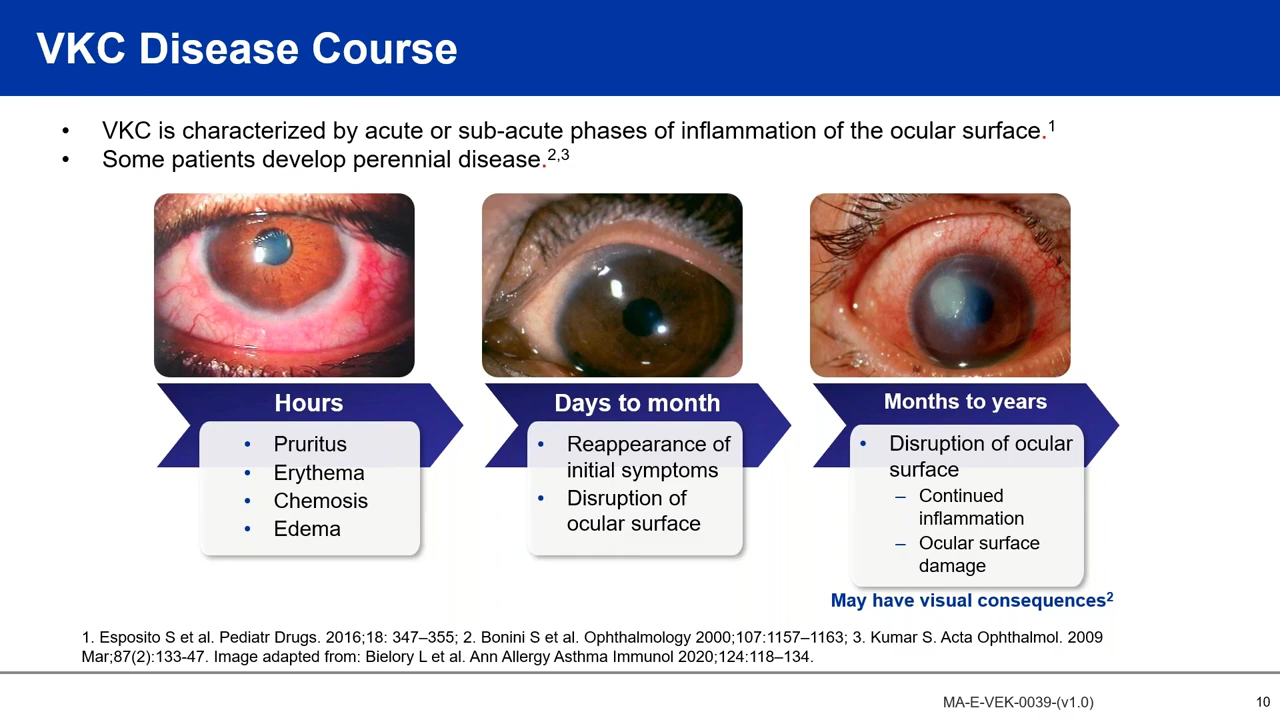 VKC Disease Course
• VKC is characterized by acute or sub-acute phases of inflammation of the ocular surface.1
• Some patients develop perennial disease.2,3
Hours
• Pruritus
• Erythema
• Chemosis
• Edema
Days to month
• Reappearance of
initial symptoms
• Disruption of
ocular surface
Months to years
• Disruption of ocular
surface
– Continued
inflammation
– Ocular surface
damage
May have visual consequences2
1. Esposito S et al. Pediatr Drugs. 2016;18: 347–355; 2. Bonini S et al. Ophthalmology 2000;107:1157–1163; 3. Kumar S. Acta Ophthalmol. 2009
Mar;87(2):133-47. Image adapted from: Bielory L et al. Ann Allergy Asthma Immunol 2020;124:118–134.
MA-E-VEK-0039-(v1.0)
10